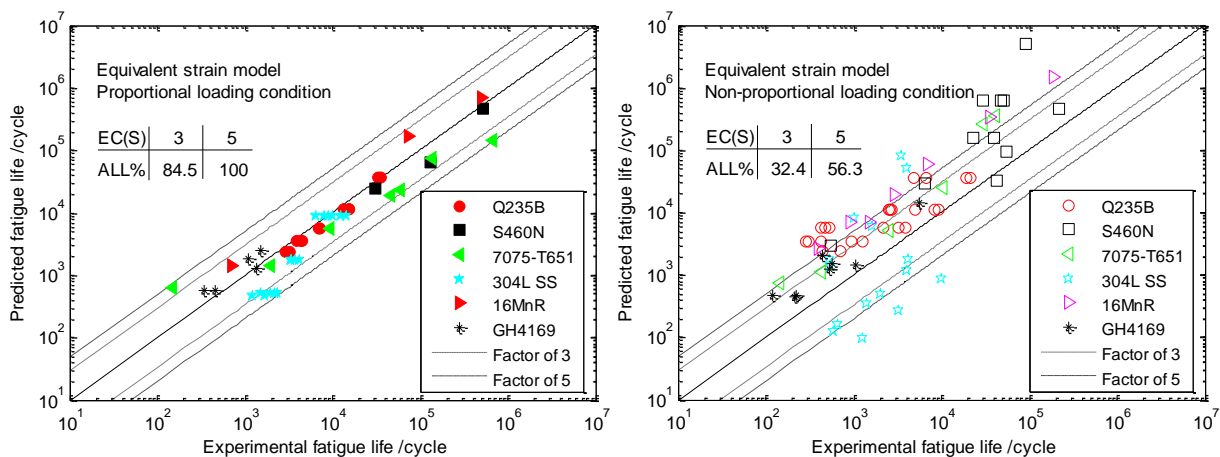 Equivalent strain model
Proportional loading condition
EC(S) 3 5
ALL% 84.5 100
Q235B
S460N
7075-T651
304L SS
16MnR
GH4169
Factor of 3
Factor of 5
Predicted fatigue life /cycle
10^7
10^6
10^5
10^4
10^3
10^2
10^1
10^1 10^2 10^3 10^4 10^5 10^6 10^7
Experimental fatigue life /cycle
Equivalent strain model
Non-proportional loading condition
EC(S) 3 5
ALL% 32.4 56.3
Q235B
S460N
7075-T651
304L SS
16MnR
GH4169
Factor of 3
Factor of 5
Predicted fatigue life /cycle
10^7
10^6
10^5
10^4
10^3
10^2
10^1
10^1 10^2 10^3 10^4 10^5 10^6 10^7
Experimental fatigue life /cycle